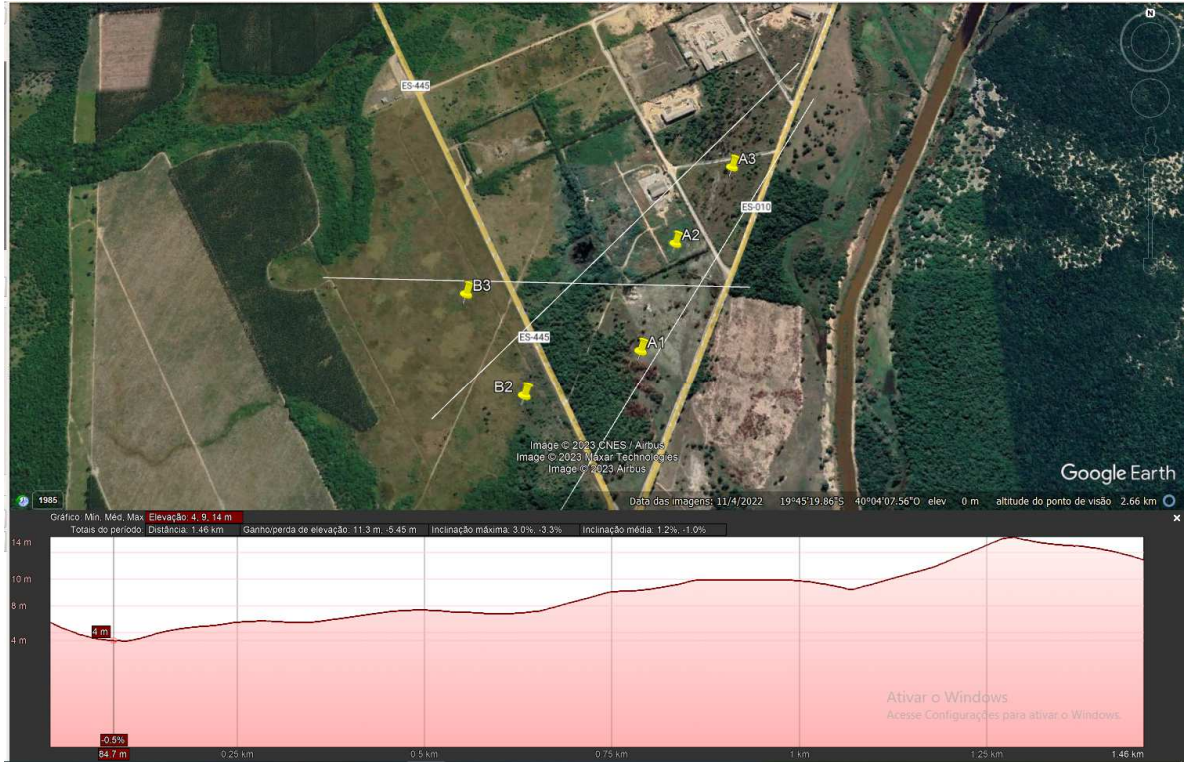 N
ES-445
A3
ES-010
A2
B3
ES-445
A1
B2
Image © 2023 CNES / Airbus
Image © 2023 Maxar Technologies
Image © 2023 Airbus
Google Earth
1985
Data das imagens: 11/4/2022 19°45'19.86"S 40°04'07.56"O elev 0 m altitude do ponto de visão 2.66 km
Gráfico: Min, Méd, Max Elevação: 4, 9, 14 m
Totais do período: Distância: 1.46 km Ganho/perda de elevação: 11.3 m, -5.45 m Inclinação máxima: 3.0%, -3.3% Inclinação média: 1.2%, -1.0%
14 m
10 m
8 m
4 m
4 m
Ativar o Windows
Acesse Configurações para ativar o Windows.
-0.5%
84.7 m 0.25 km 0.5 km 0.75 km 1 km 1.25 km 1.46 km